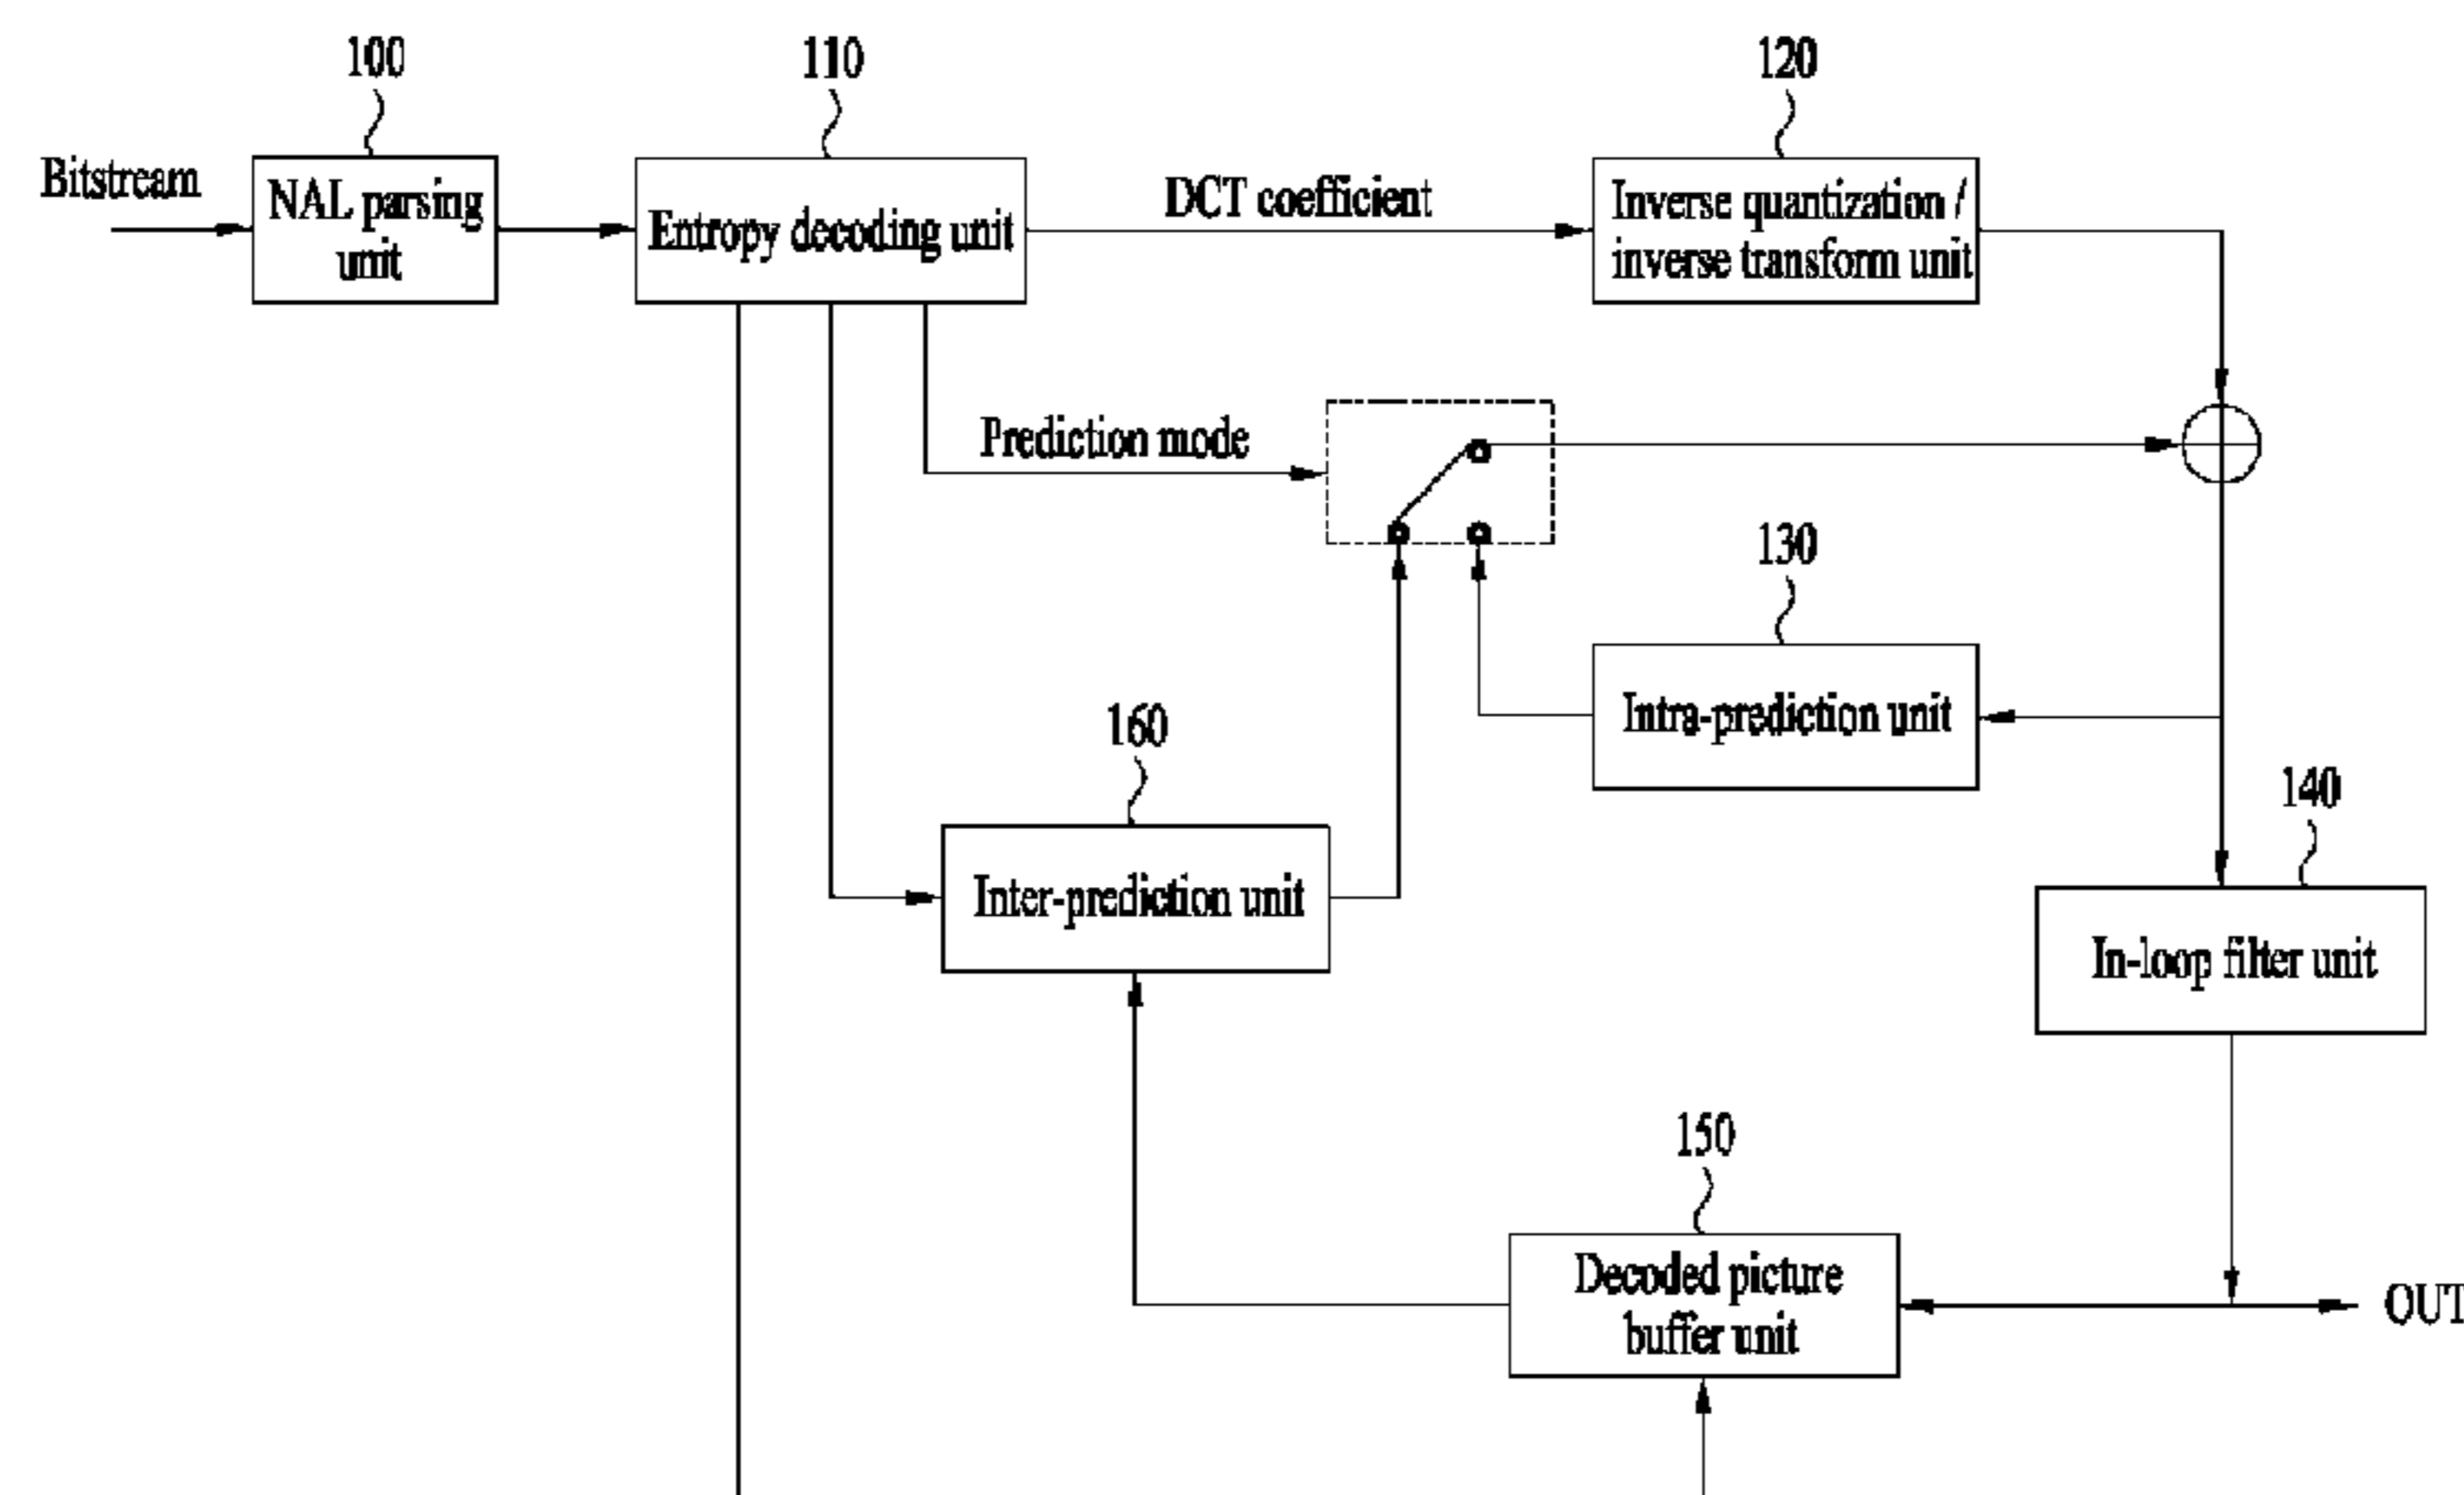 100
110
120
Bitstream
NAL parsing
unit
Entropy decoding unit
DCT coefficient
Inverse quantization /
inverse transform unit
Prediction mode
130
Intra-prediction unit
160
Inter-prediction unit
140
In-loop filter unit
150
Decoded picture
buffer unit
OUT